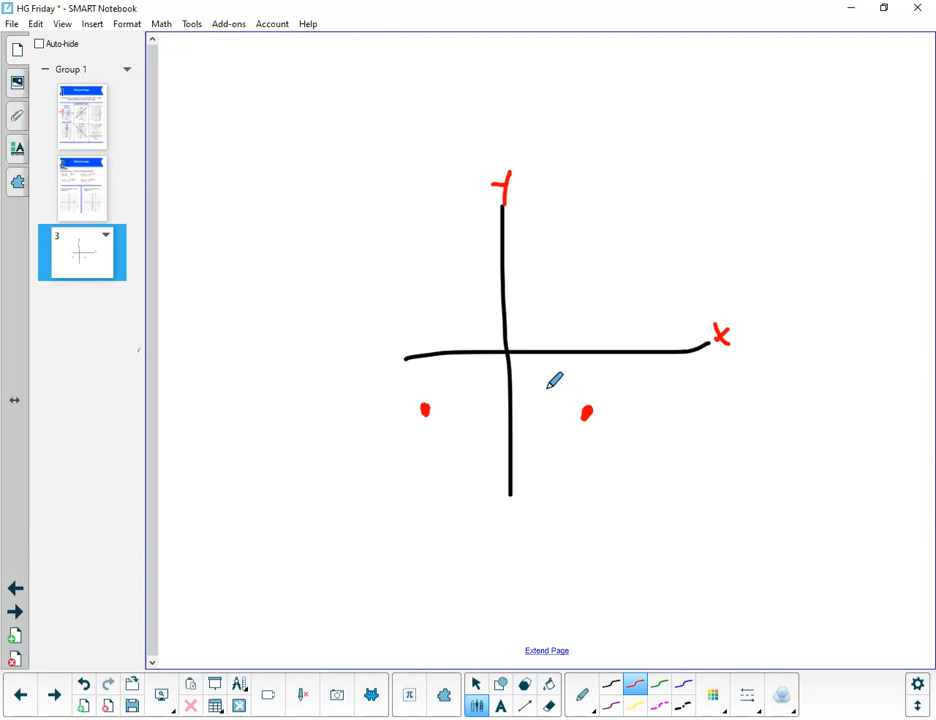 HG Friday * - SMART Notebook
File Edit View Insert Format Math Tools Add-ons Account Help
Auto-hide
Group 1
3
Y
X
Extend Page